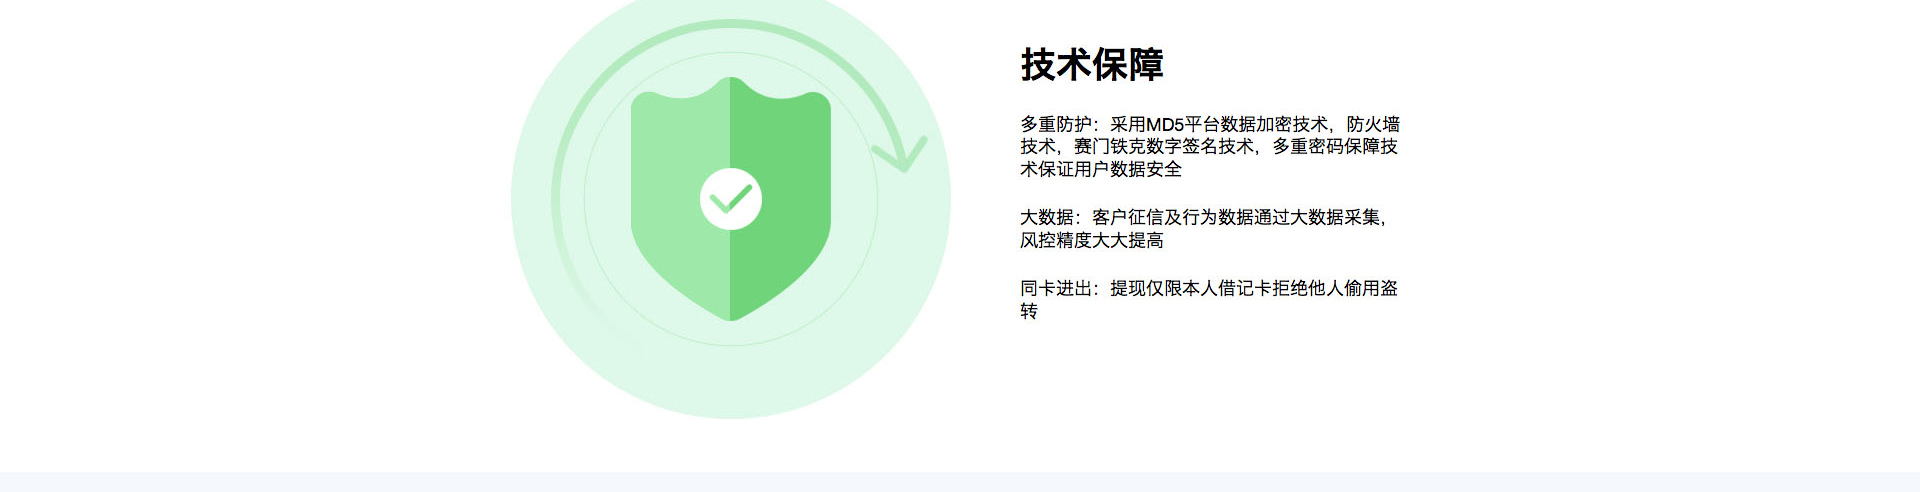 技术保障
多重防护：采用MD5平台数据加密技术，防火墙
技术，赛门铁克数字签名技术，多重密码保障技
术保证用户数据安全
大数据：客户征信及行为数据通过大数据采集，
风控精度大大提高
同卡进出：提现仅限本人借记卡拒绝他人偷用盗
转